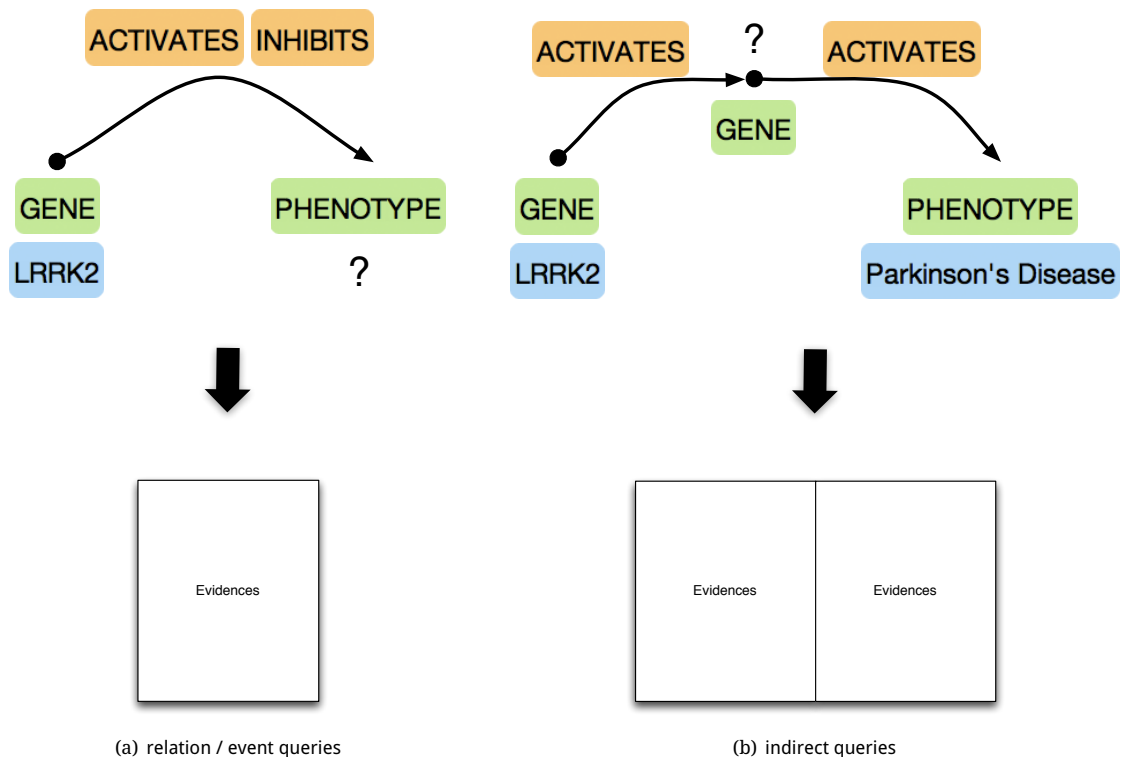 ACTIVATES INHIBITS
GENE PHENOTYPE
LRRK2 ?
Evidences
(a) relation / event queries
?
ACTIVATES ACTIVATES
GENE
GENE PHENOTYPE
LRRK2 Parkinson's Disease
Evidences Evidences
(b) indirect queries